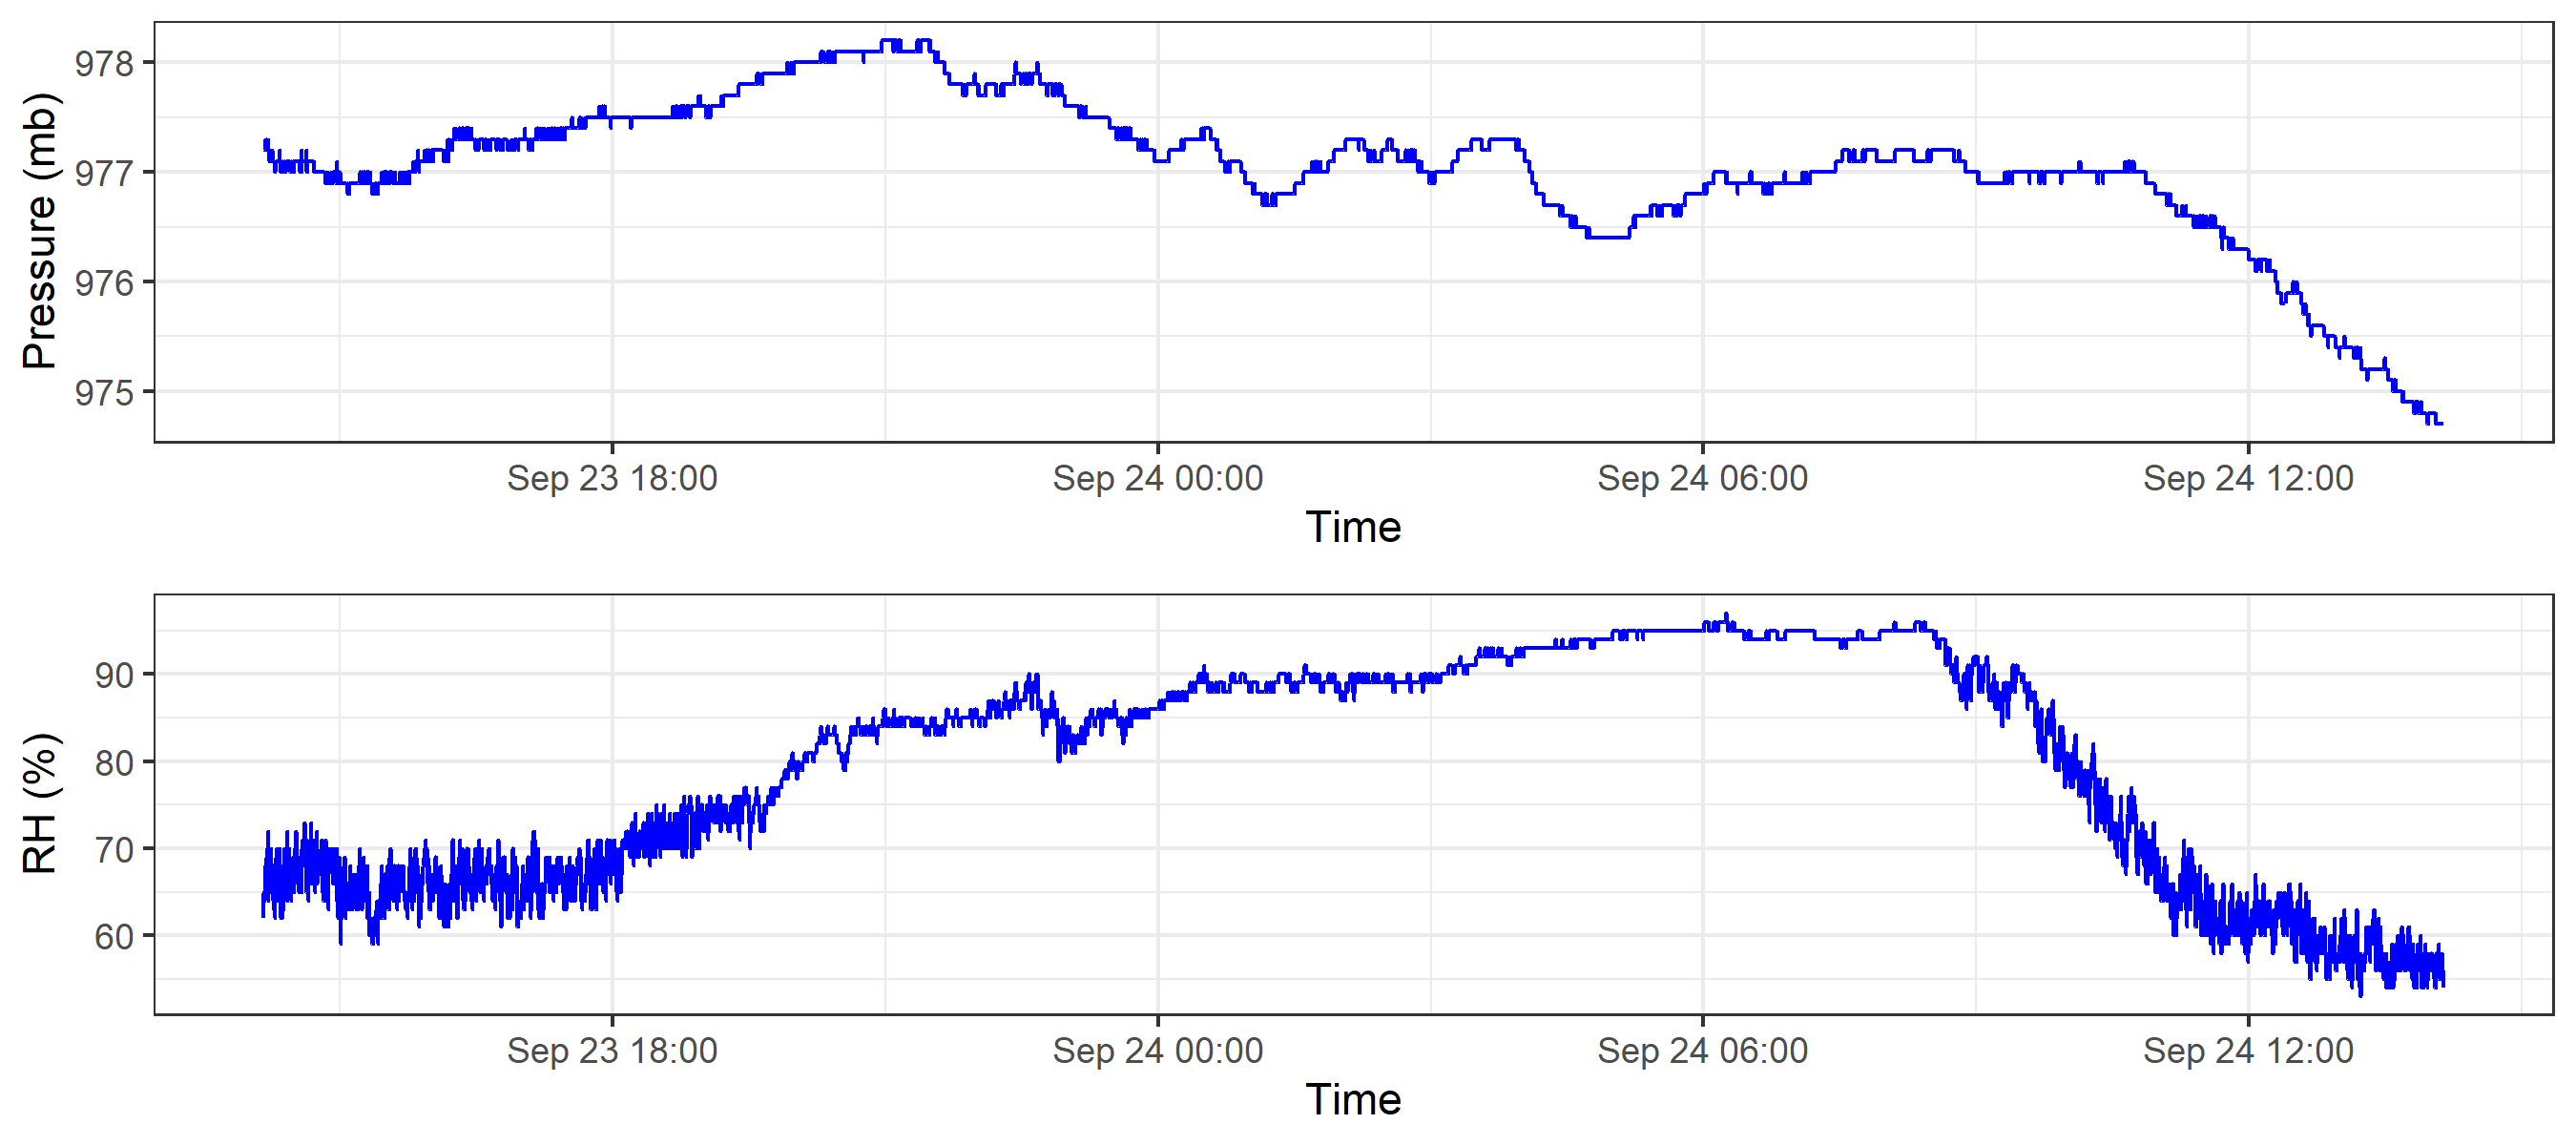 Pressure (mb)
978
977
976
975
Sep 23 18:00
Sep 24 00:00
Sep 24 06:00
Sep 24 12:00
Time
RH (%)
90
80
70
60
Sep 23 18:00
Sep 24 00:00
Sep 24 06:00
Sep 24 12:00
Time